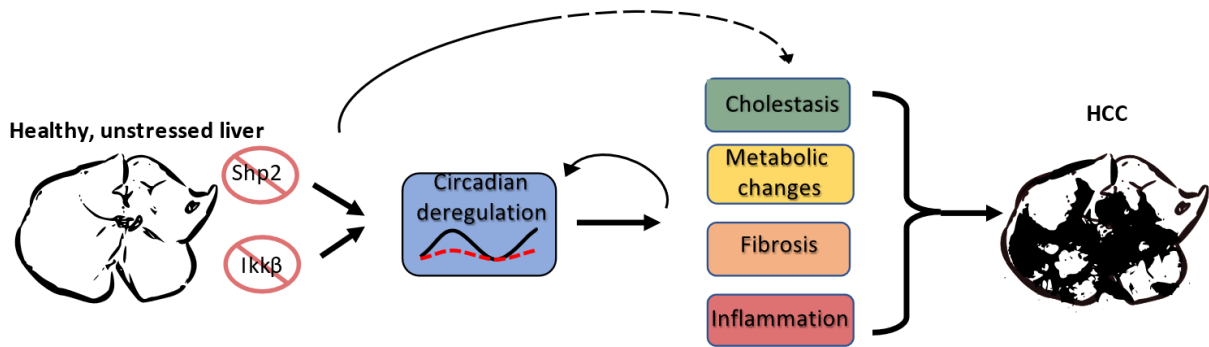 Healthy, unstressed liver
Shp2
Ikkβ
Circadian
deregulation
Cholestasis
Metabolic
changes
Fibrosis
Inflammation
HCC